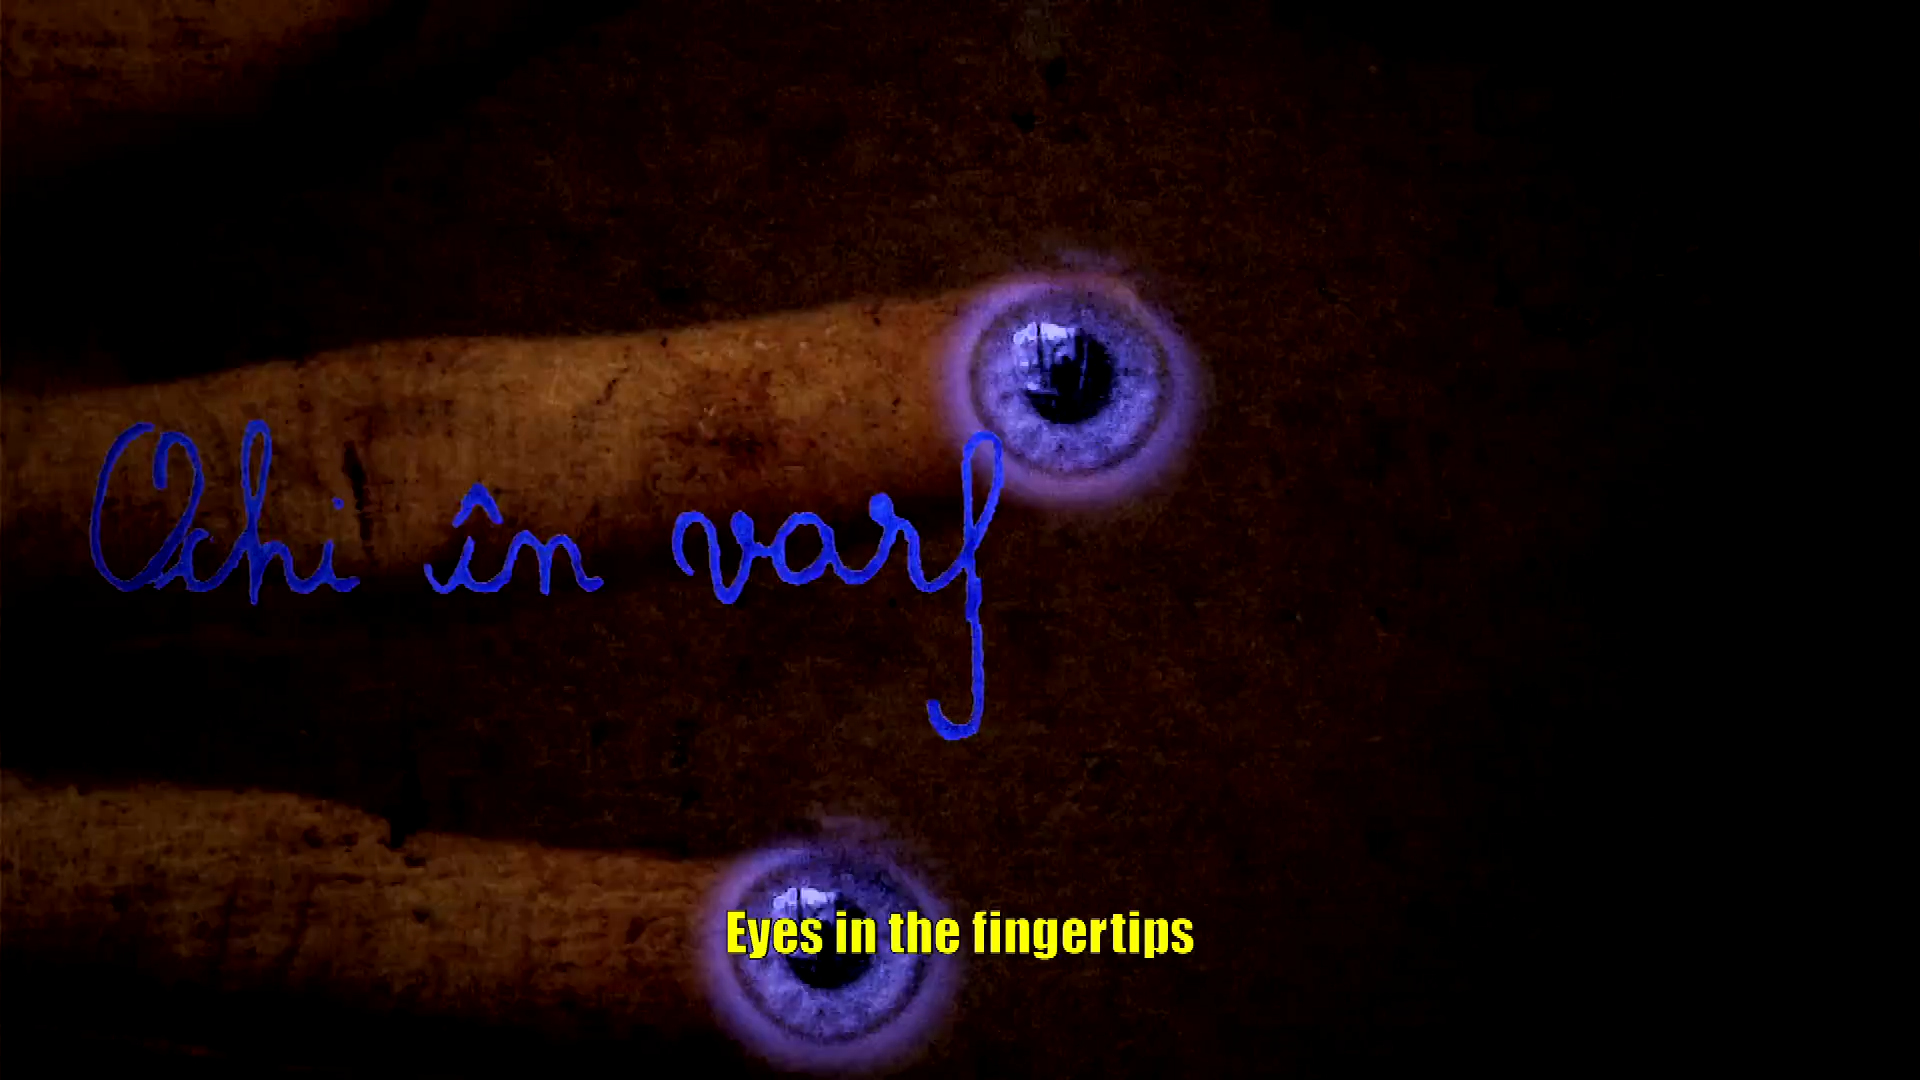 Ochi în varf
Eyes in the fingertips